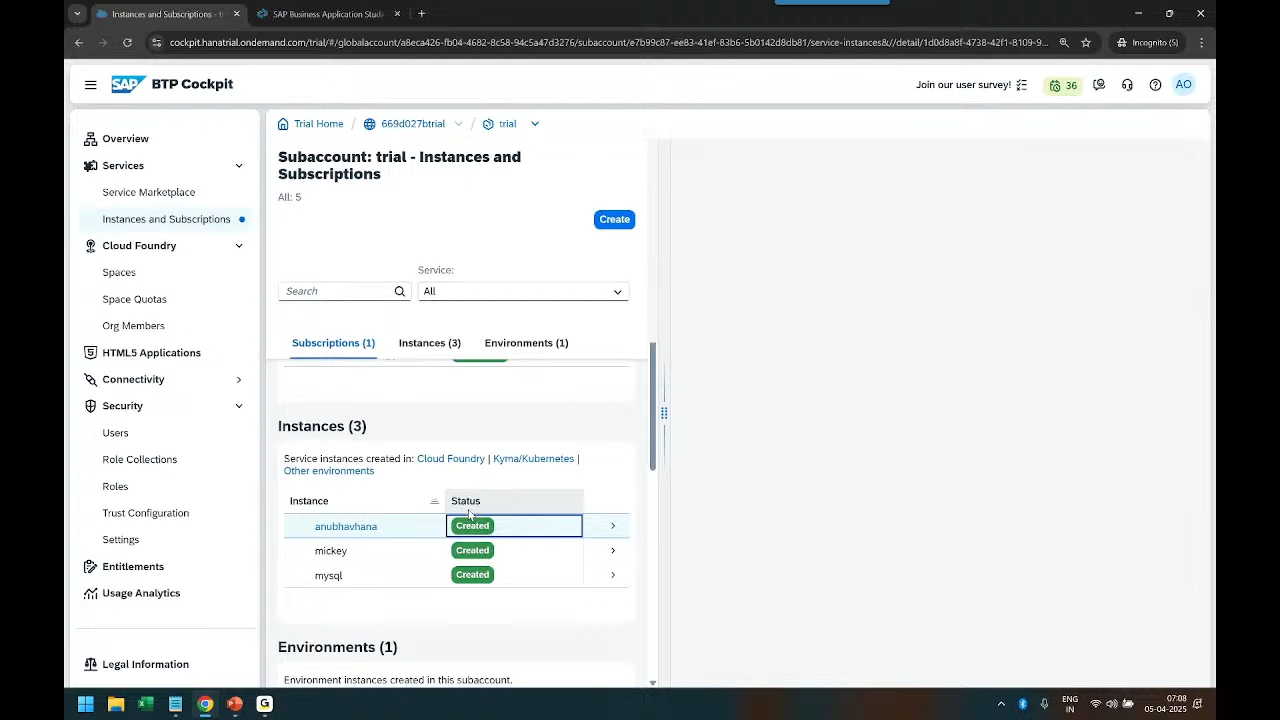 Instances and Subscriptions - t
SAP Business Application Studi
cockpit.hanatrial.ondemand.com/trial/#/globalaccount/a8eca426-fb04-4682-8c58-94c5a47d3276/subaccount/e7b99c87-ee83-41ef-83b6-5b0142d8db81/service-instances&//detail/1d0d8a8f-4738-42f1-8109-9...
Incognito (5)
SAP BTP Cockpit
Join our user survey!
36
AO
Overview
Services
Service Marketplace
Instances and Subscriptions
Cloud Foundry
Spaces
Space Quotas
Org Members
HTML5 Applications
Connectivity
Security
Users
Role Collections
Roles
Trust Configuration
Settings
Entitlements
Usage Analytics
Legal Information
Trial Home / 669d027btrial / trial
Subaccount: trial - Instances and
Subscriptions
All: 5
Create
Service:
Search
All
Subscriptions (1) Instances (3) Environments (1)
Instances (3)
Service instances created in: Cloud Foundry | Kyma/Kubernetes |
Other environments
Instance Status
anubhavhana Created
mickey Created
mysql Created
Environments (1)
Environment instances created in this subaccount.
ENG
IN
07:08
05-04-2025